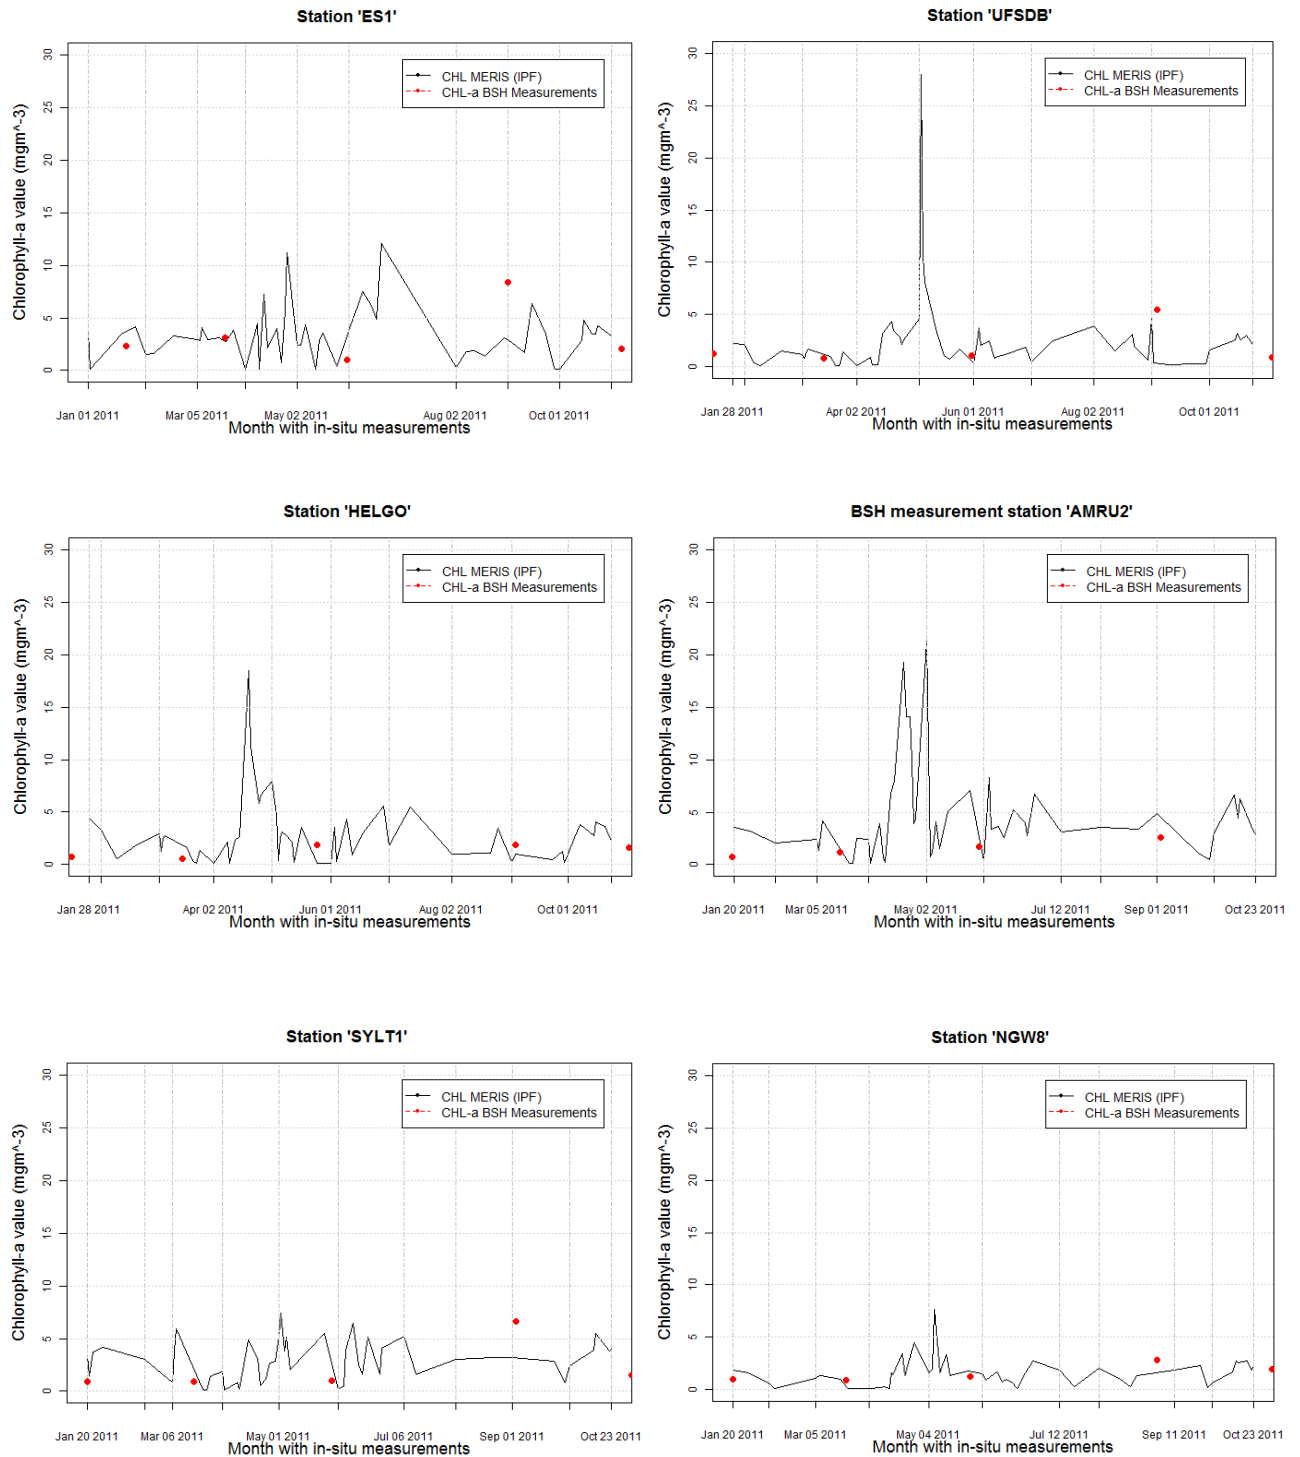 Station 'ES1'
Chlorophyll-a value (mgm^-3)
30
25
20
15
10
5
0
CHL MERIS (IPF)
CHL-a BSH Measurements
Jan 01 2011 Mar 05 2011 May 02 2011 Aug 02 2011 Oct 01 2011
Month with in-situ measurements
Station 'UFSDB'
Chlorophyll-a value (mgm^-3)
30
25
20
15
10
5
0
CHL MERIS (IPF)
CHL-a BSH Measurements
Jan 28 2011 Apr 02 2011 Jun 01 2011 Aug 02 2011 Oct 01 2011
Month with in-situ measurements
Station 'HELGO'
Chlorophyll-a value (mgm^-3)
30
25
20
15
10
5
0
CHL MERIS (IPF)
CHL-a BSH Measurements
Jan 28 2011 Apr 02 2011 Jun 01 2011 Aug 02 2011 Oct 01 2011
Month with in-situ measurements
BSH measurement station 'AMRU2'
Chlorophyll-a value (mgm^-3)
30
25
20
15
10
5
0
CHL MERIS (IPF)
CHL-a BSH Measurements
Jan 20 2011 Mar 05 2011 May 02 2011 Jul 12 2011 Sep 01 2011 Oct 23 2011
Month with in-situ measurements
Station 'SYLT1'
Chlorophyll-a value (mgm^-3)
30
25
20
15
10
5
0
CHL MERIS (IPF)
CHL-a BSH Measurements
Jan 20 2011 Mar 06 2011 May 01 2011 Jul 06 2011 Sep 01 2011 Oct 23 2011
Month with in-situ measurements
Station 'NGW8'
Chlorophyll-a value (mgm^-3)
30
25
20
15
10
5
0
CHL MERIS (IPF)
CHL-a BSH Measurements
Jan 20 2011 Mar 05 2011 May 04 2011 Jul 12 2011 Sep 11 2011 Oct 23 2011
Month with in-situ measurements